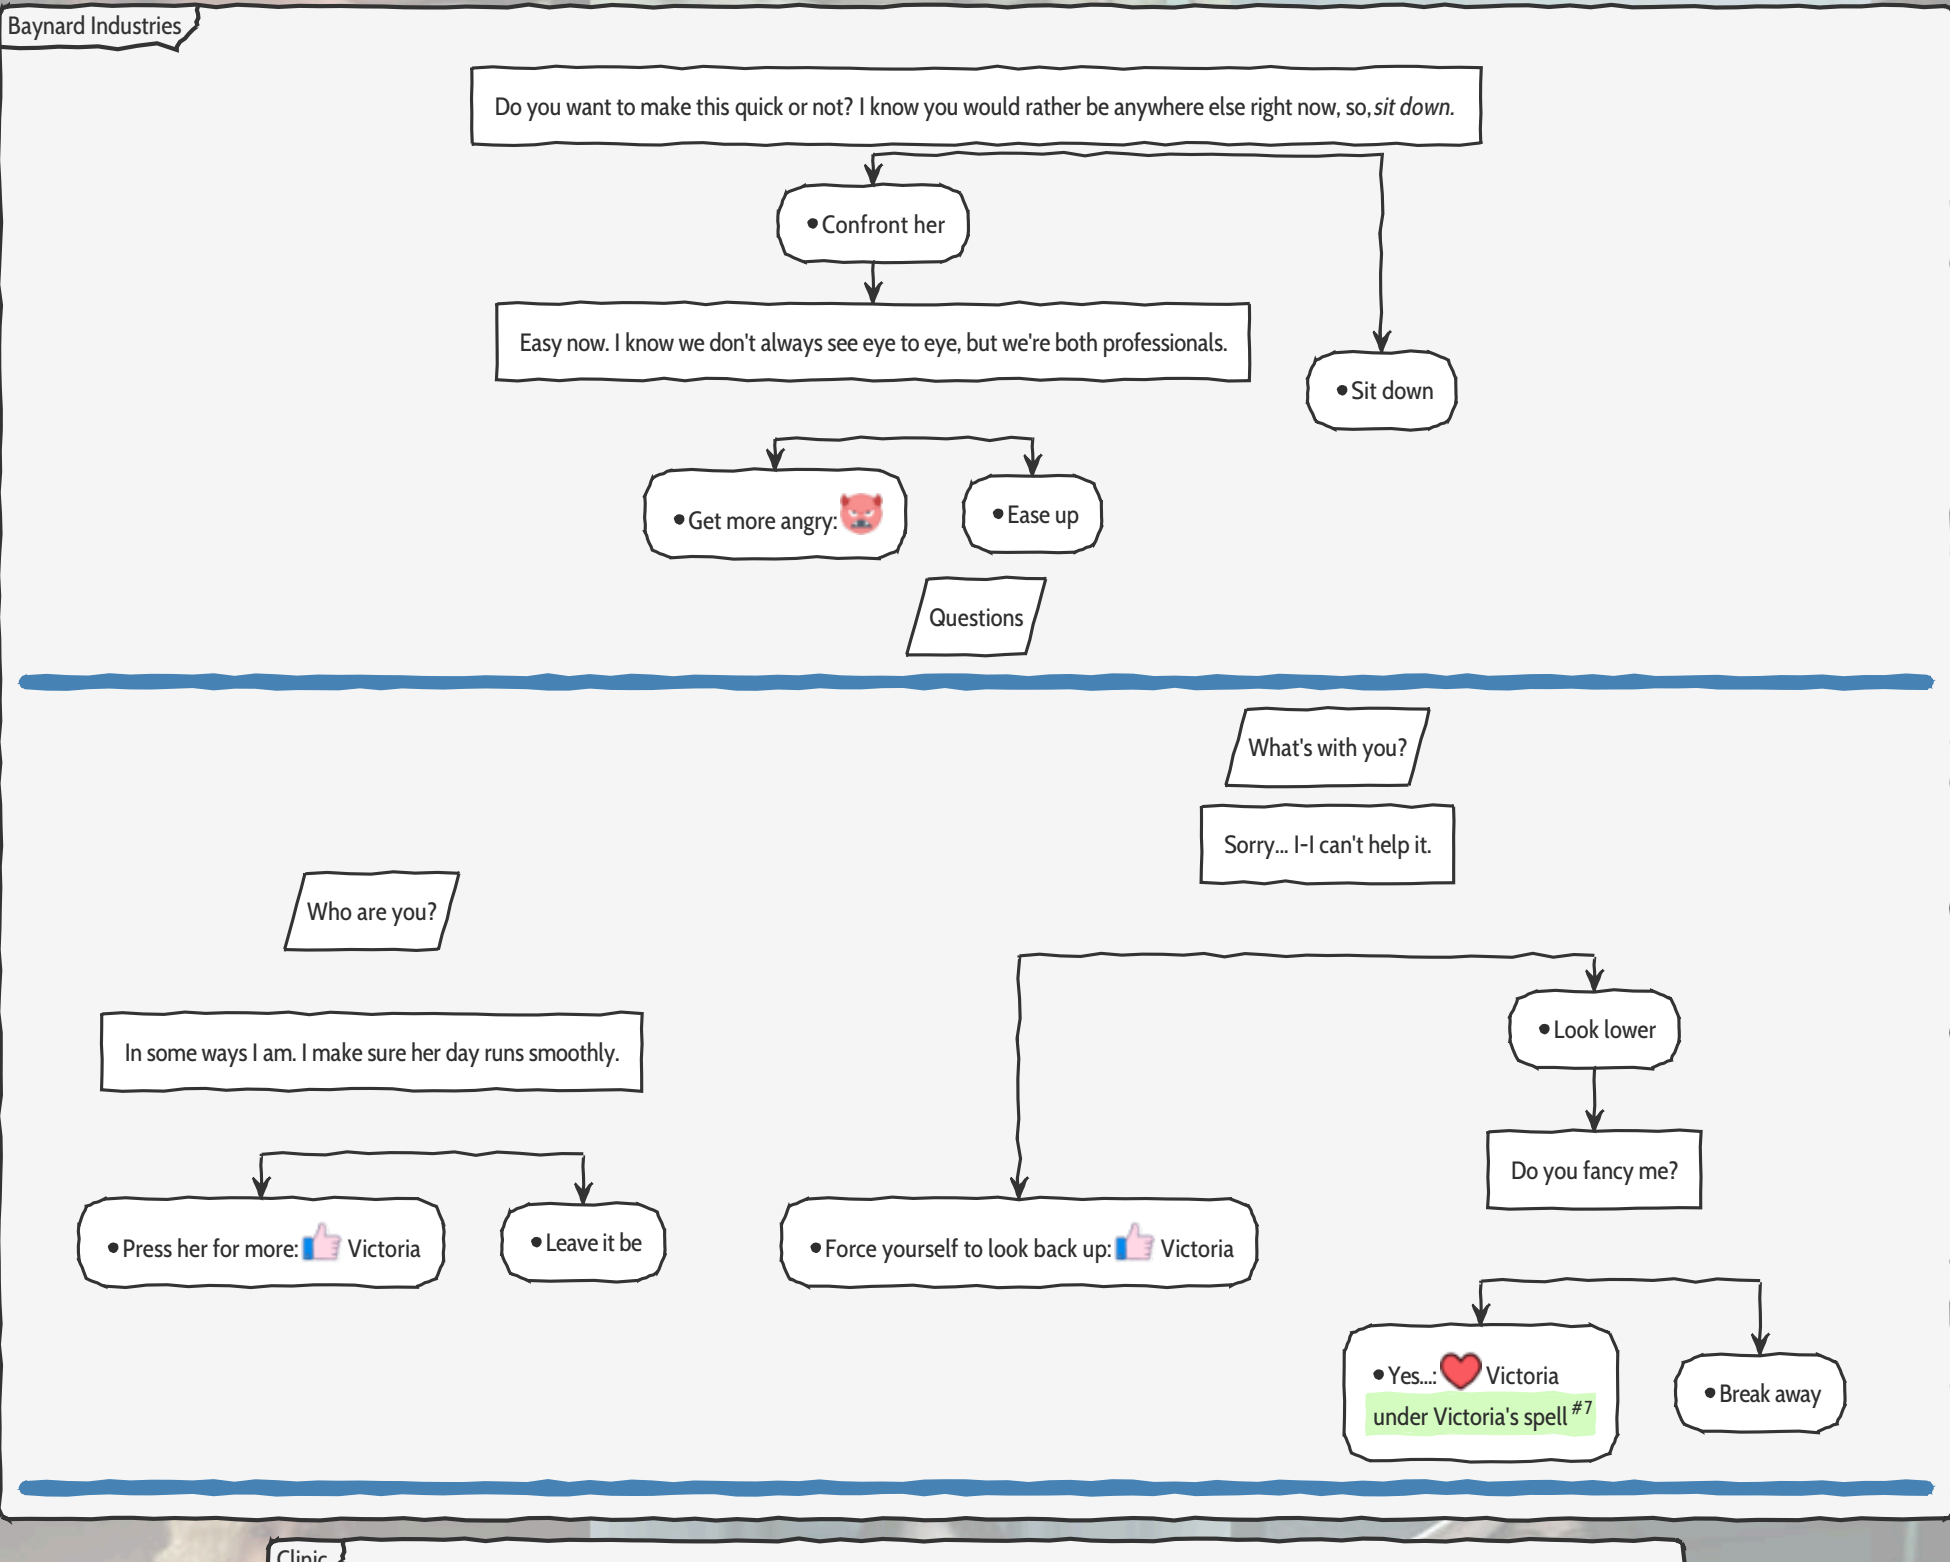 Baynard Industries
Do you want to make this quick or not? I know you would rather be anywhere else right now, so, sit down.
• Confront her
Easy now. I know we don't always see eye to eye, but we're both professionals.
• Sit down
• Get more angry:
• Ease up
Questions
What's with you?
Sorry... I-I can't help it.
Who are you?
In some ways I am. I make sure her day runs smoothly.
• Look lower
Do you fancy me?
• Press her for more: Victoria
• Leave it be
• Force yourself to look back up: Victoria
• Yes...: Victoria
under Victoria's spell #7
• Break away
Clinic